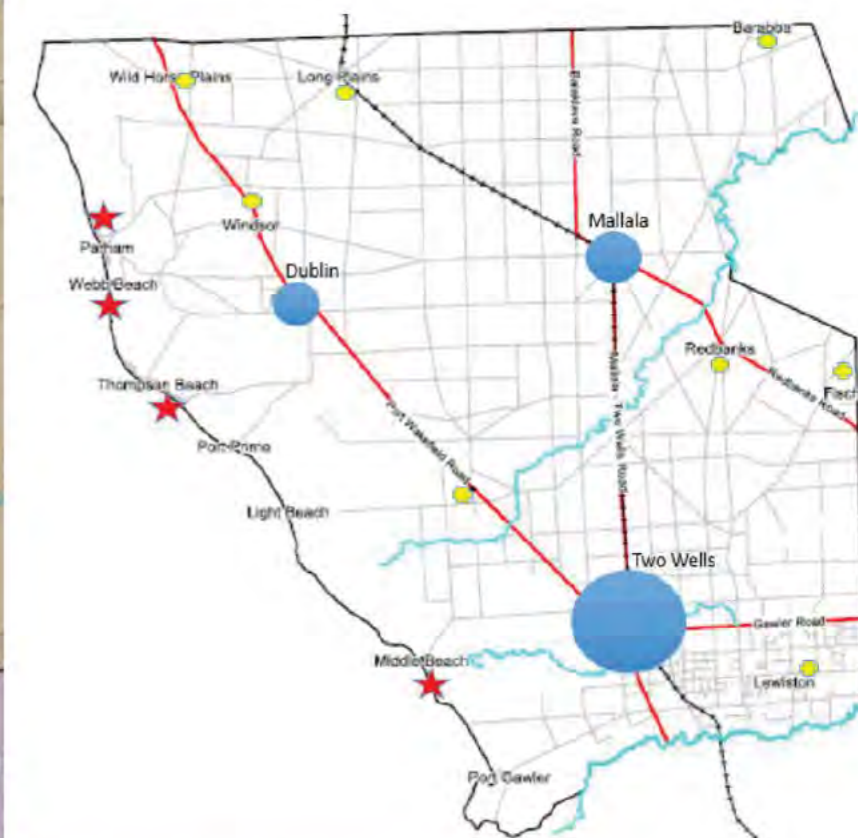 Barabba
Wild Horse Plains
Long Plains
Balaklava Road
Windsor
Mallala
Parham
Dublin
Webb Beach
Redbanks
Thompson Beach
Redbanks Road
Fisch
Mallala - Two Wells Road
Port Wakefield Road
Port Prime
Light Beach
Two Wells
Gawler Road
Middle Beach
Lewiston
Port Gawler